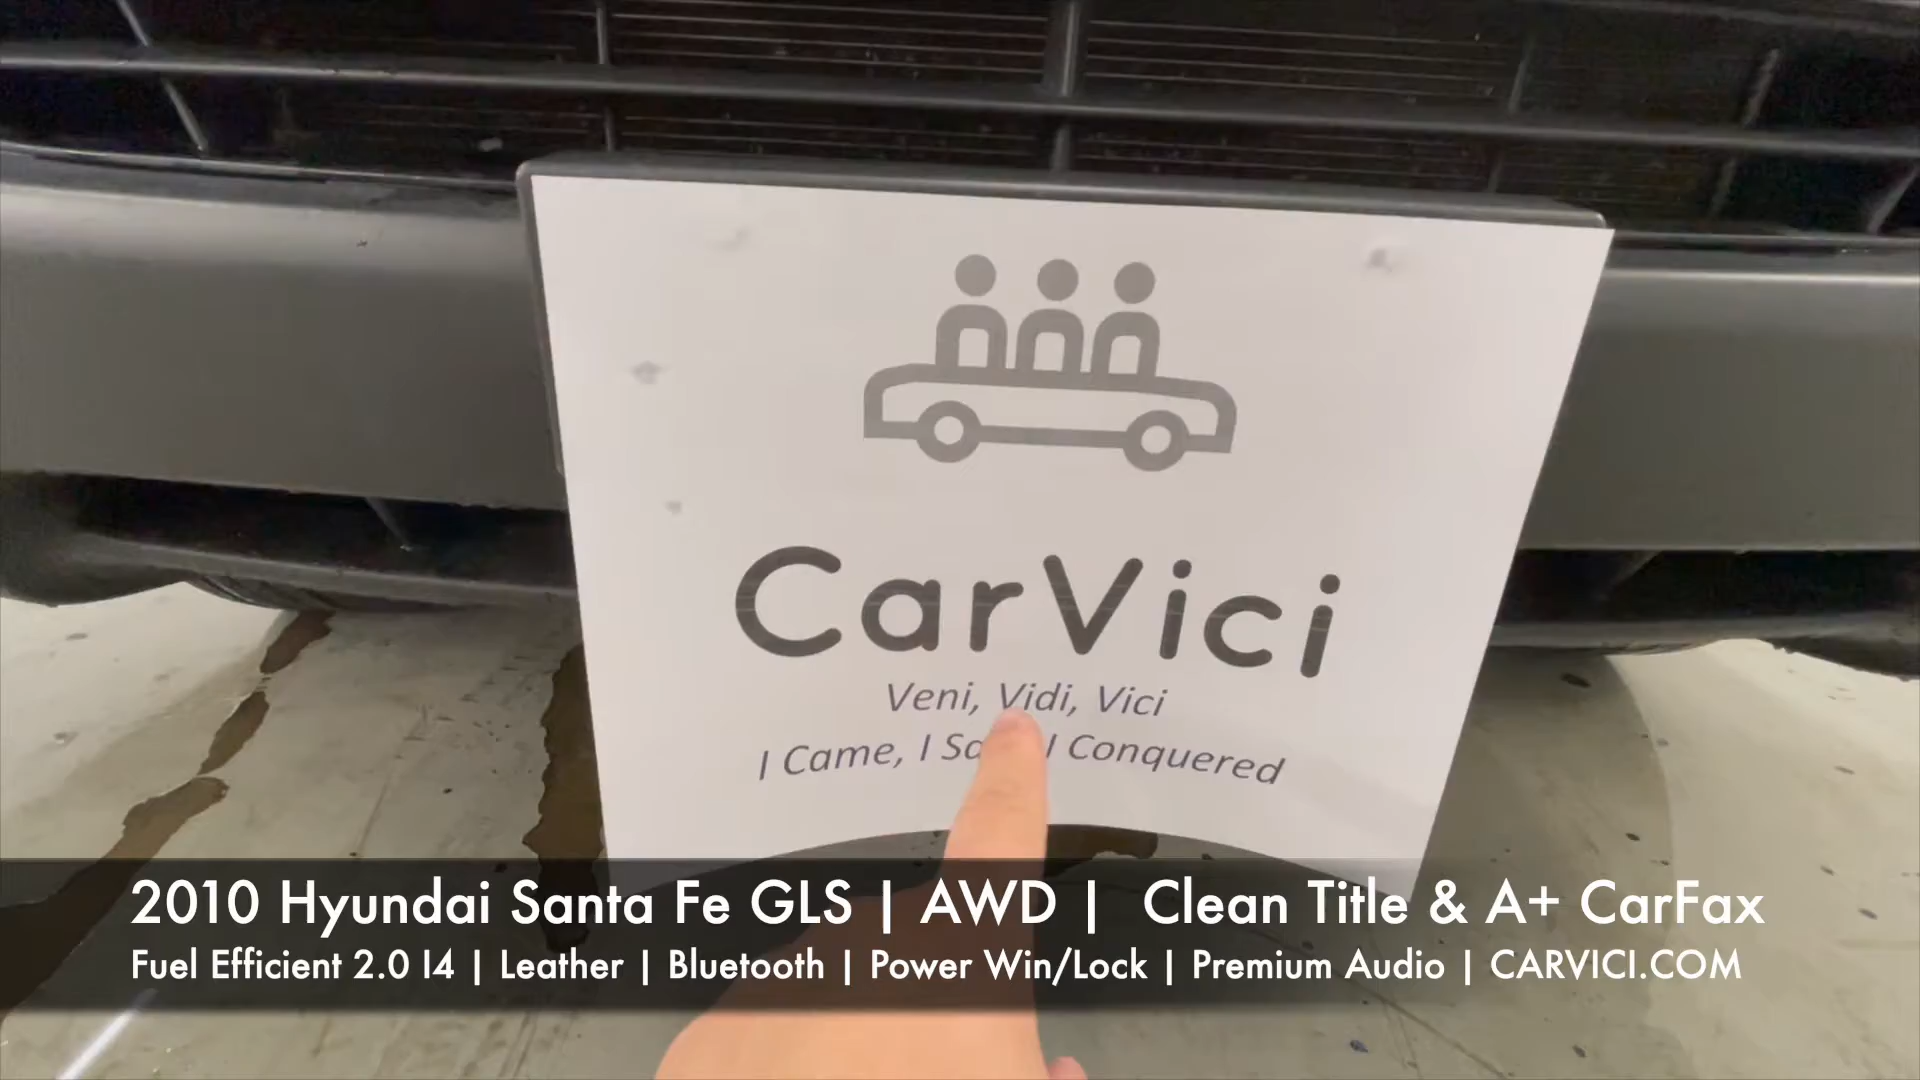 CarVici
Veni, Vidi, Vici
I Came, I I Conquered
2010 Hyundai Santa Fe GLS | AWD | Clean Title & A+ CarFax
Fuel Efficient 2.0 I4 | Leather | Bluetooth | Power Win/Lock | Premium Audio | CARVICI.COM